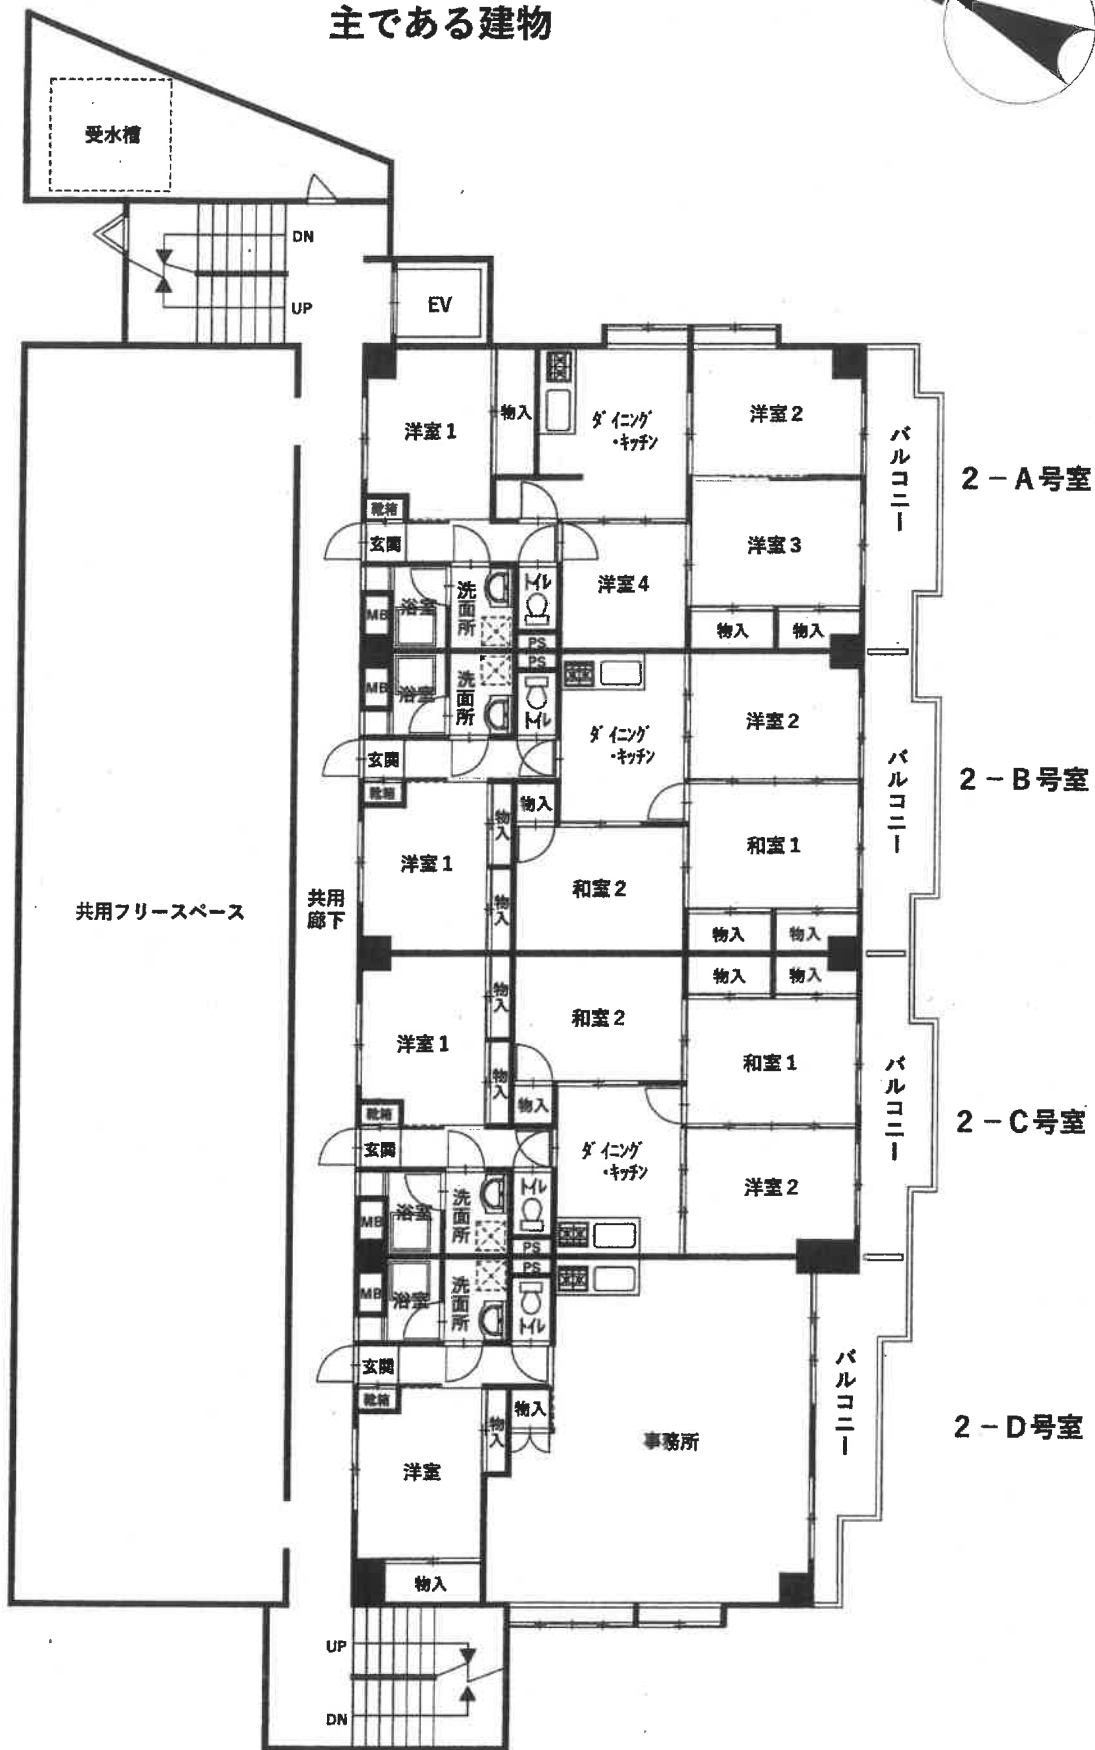 主である建物
受水槽
DN
UP
EV
洋室1
物入
ダイニング
・キッチン
洋室2
バルコニー
2－A号室
靴箱
玄関
洋室3
洋室4
浴室
洗面所
トイレ
MB
物入
物入
PS
PS
MB
浴室
洗面所
トイレ
ダイニング
・キッチン
洋室2
バルコニー
2－B号室
玄関
靴箱
物入
物入
洋室1
和室1
和室2
物入
物入
物入
共用フリースペース
共用
廊下
物入
物入
物入
和室2
洋室1
和室1
物入
物入
バルコニー
2－C号室
靴箱
玄関
ダイニング
・キッチン
洋室2
浴室
洗面所
トイレ
MB
PS
PS
MB
浴室
洗面所
トイレ
玄関
靴箱
物入
物入
バルコニー
2－D号室
事務所
洋室
物入
UP
DN